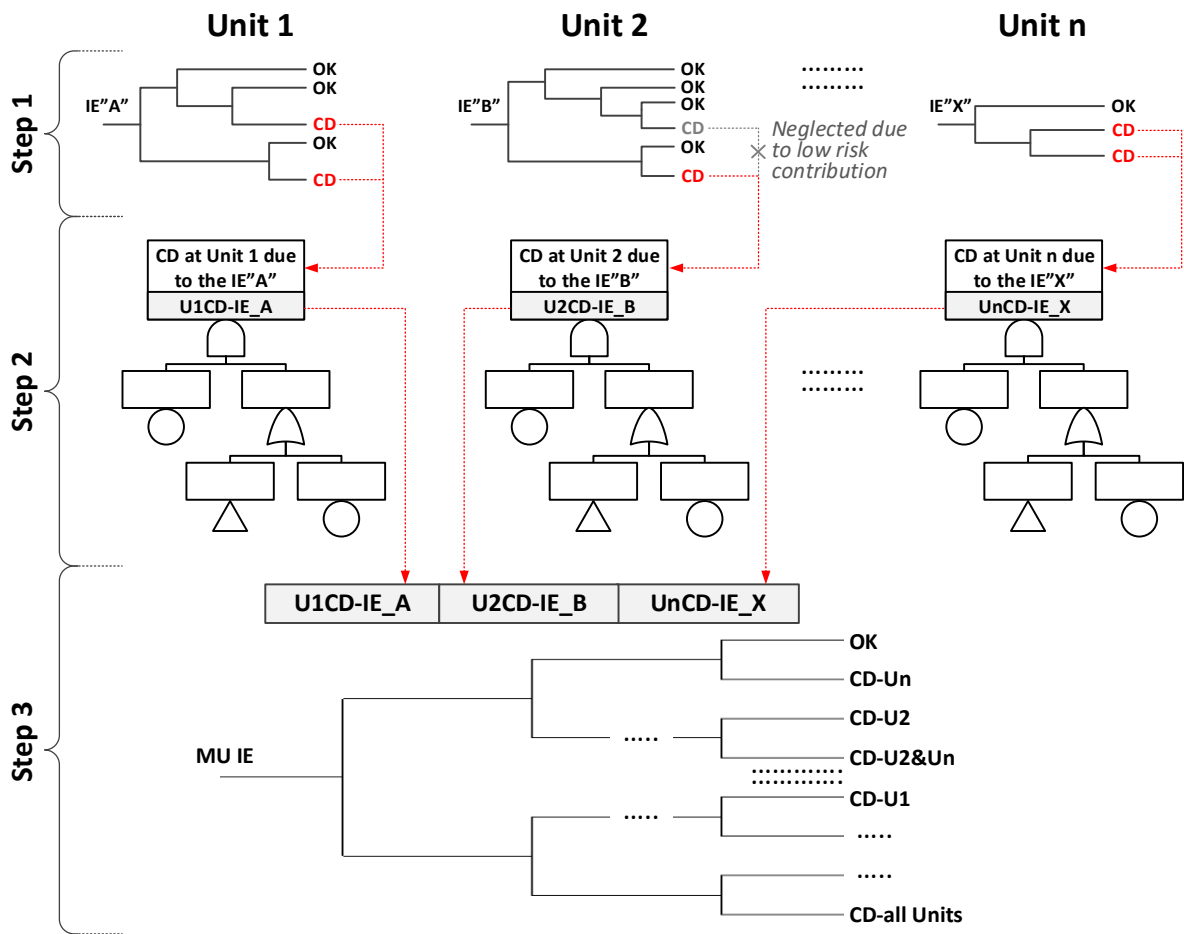 Unit 1
Unit 2
Unit n
Step 1
IE”A”
OK
OK
CD
OK
CD
IE”B”
OK
OK
OK
CD
OK
CD
Neglected due
to low risk
contribution
.........
.........
IE”X”
OK
CD
CD
Step 2
CD at Unit 1 due
to the IE”A”
U1CD-IE_A
CD at Unit 2 due
to the IE”B”
U2CD-IE_B
.........
.........
CD at Unit n due
to the IE”X”
UnCD-IE_X
Step 3
U1CD-IE_A
U2CD-IE_B
UnCD-IE_X
MU IE
OK
CD-Un
CD-U2
.....
CD-U2&Un
.............
.............
CD-U1
.....
.....
.....
CD-all Units